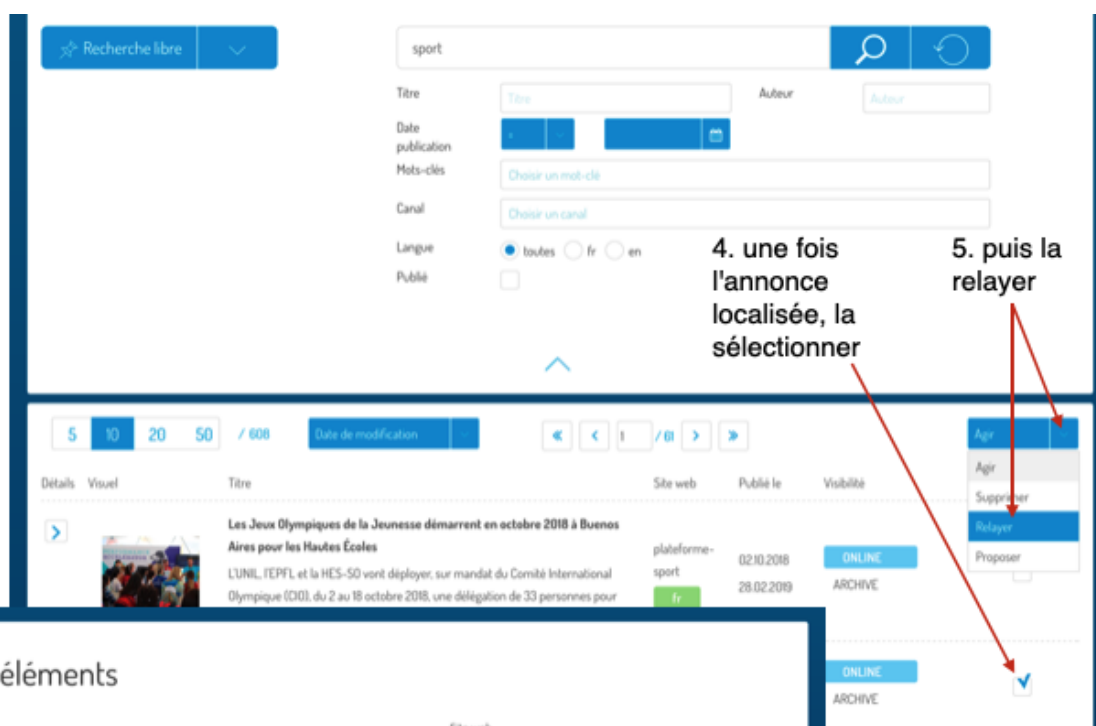 Recherche libre
sport
Titre
Titre
Auteur
Auteur
Date
publication
Mots-clés
Choisir un mot-clé
Canal
Choisir un canal
Langue
toutes
fr
en
Publié
4. une fois
l'annonce
localisée, la
sélectionner
5. puis la
relayer
5
10
20
50
/ 608
Date de modification
1
/ 61
Agir
Agir
Supprimer
Relayer
Proposer
Détails
Visuel
Titre
Site web
Publié le
Visibilité
Les Jeux Olympiques de la Jeunesse démarrent en octobre 2018 à Buenos
Aires pour les Hautes Écoles
L'UNIL, l'EPFL et la HES-SO vont déployer, sur mandat du Comité International
Olympique (CIO), du 2 au 18 octobre 2018, une délégation de 33 personnes pour
plateforme-
sport
fr
02.10.2018
28.02.2019
ONLINE
ARCHIVE
éléments
ONLINE
ARCHIVE